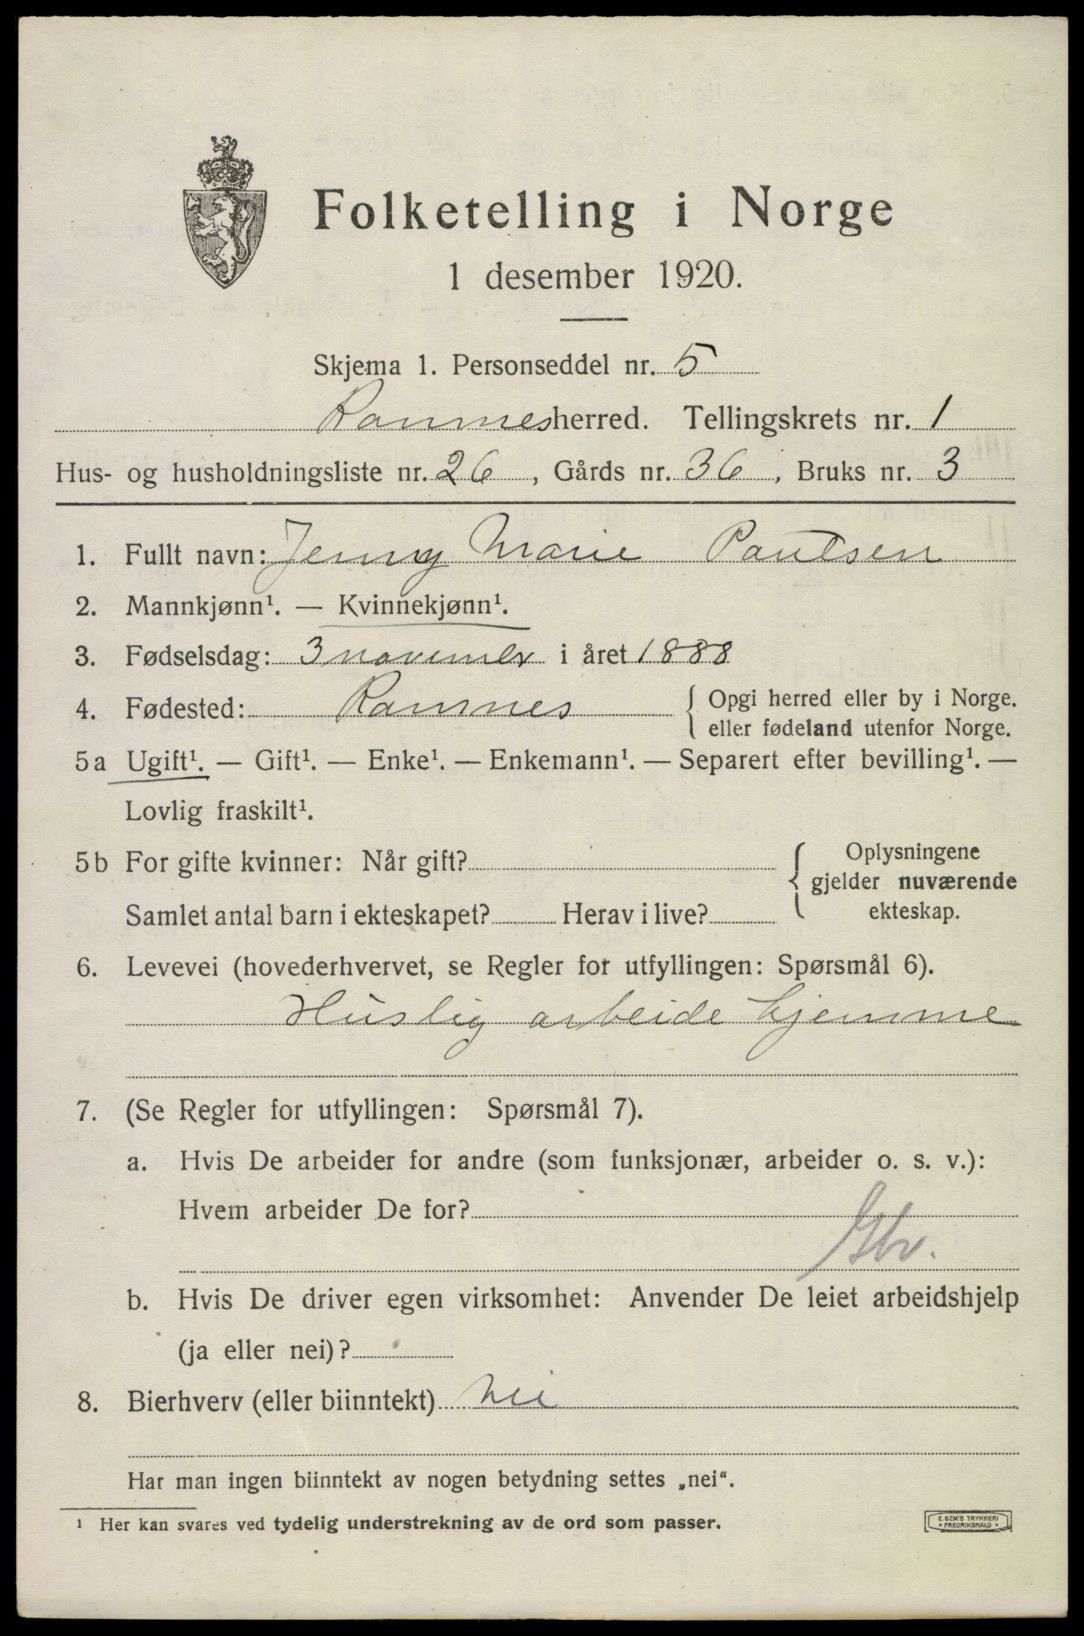 Folketelling i Norge
1 desember 1920.
Skjema 1. Personseddel nr. 5
Ramnes herred. Tellingskrets nr. 1
Hus- og husholdningsliste nr. 26, Gårds nr. 36, Bruks nr. 3
1. Fullt navn: Jenny Marie Paulsen
2. Mannkjønn¹. — Kvinnekjønn¹.
3. Fødselsdag: 3 november i året 1888
4. Fødested: Ramnes { Opgi herred eller by i Norge.
eller fødeland utenfor Norge.
5a Ugift¹. — Gift¹. — Enke¹. — Enkemann¹. — Separert efter bevilling¹. —
Lovlig fraskilt¹.
5b For gifte kvinner: Når gift? { Oplysningene
gjelder nuværende
Samlet antal barn i ekteskapet? Herav i live? ekteskap.
6. Levevei (hovederhvervet, se Regler for utfyllingen: Spørsmål 6).
Huslig arbeide hjemme
7. (Se Regler for utfyllingen: Spørsmål 7).
a. Hvis De arbeider for andre (som funksjonær, arbeider o. s. v.):
Hvem arbeider De for?
b. Hvis De driver egen virksomhet: Anvender De leiet arbeidshjelp
(ja eller nei)?
8. Bierhverv (eller biinntekt) nei
Har man ingen biinntekt av nogen betydning settes „nei“.
¹ Her kan svares ved tydelig understrekning av de ord som passer.
E. SEM'S TRYKKERI
• FREDRIKSHALD •